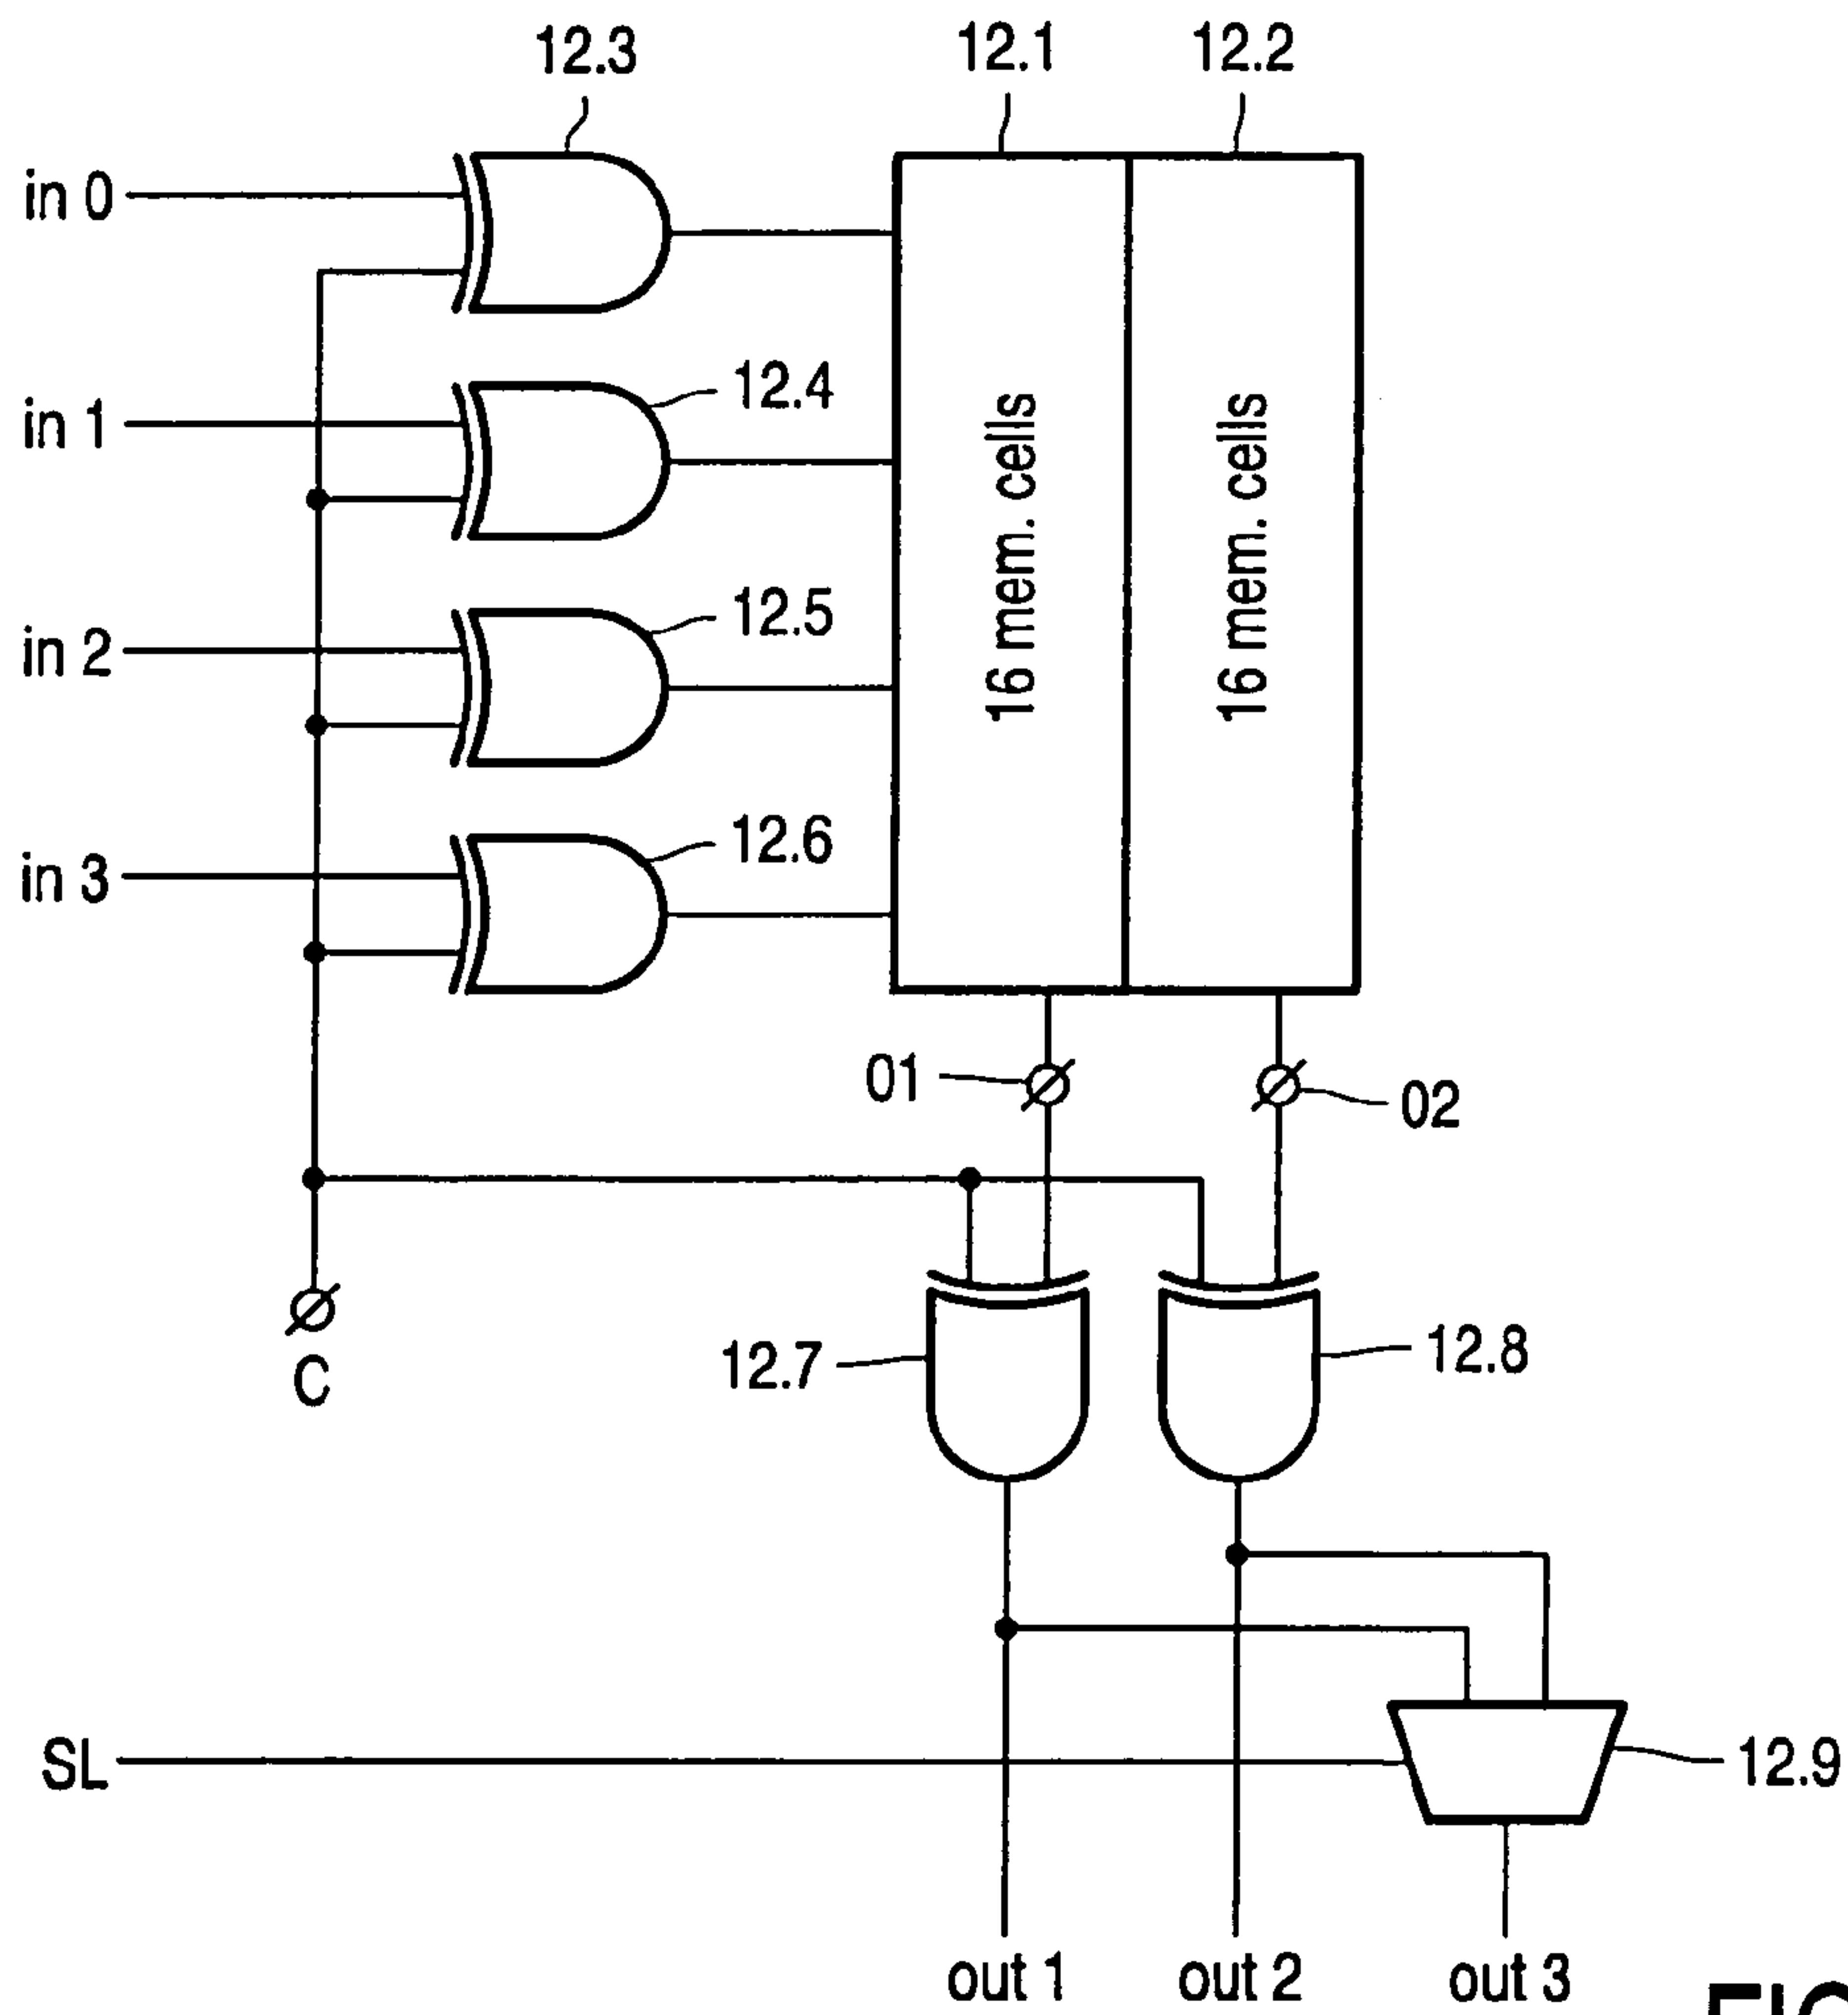 12.3
12.1
12.2
in 0
12.4
in 1
16 mem. cells
16 mem. cells
12.5
in 2
12.6
in 3
01
02
12.7
12.8
C
SL
12.9
out 1
out 2
out 3